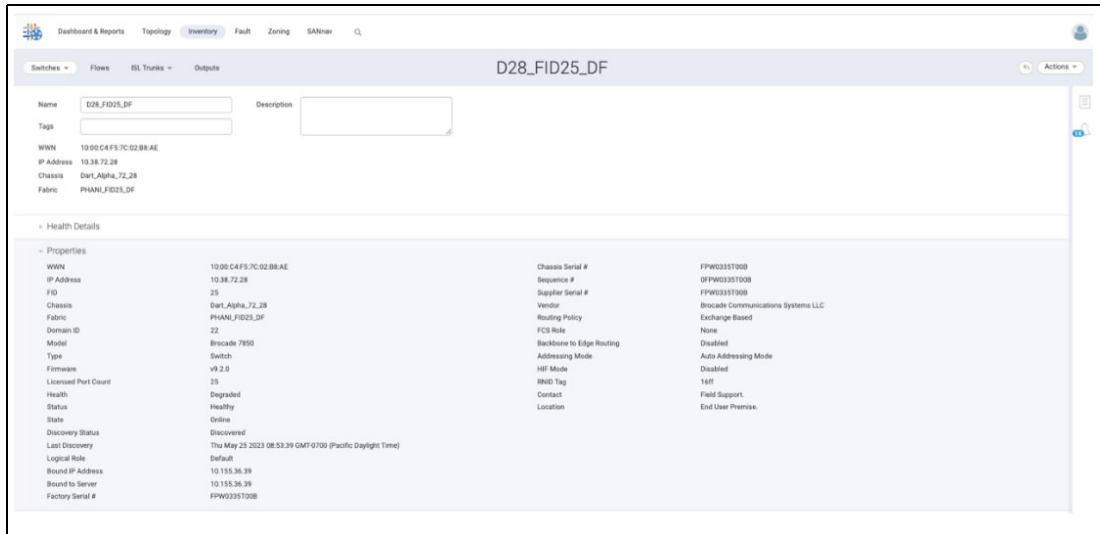 Dashboard & Reports Topology Inventory Fault Zoning SANnav
Switches Flows ISL Trunks Outputs D28_FID25_DF Actions
Name D28_FID25_DF Description
Tags
WWN 10:00:C4:F5:7C:02:B8:AE
IP Address 10.38.72.28
Chassis Dart_Alpha_72_28
Fabric PHANI_FID25_DF
Health Details
Properties
WWN 10:00:C4:F5:7C:02:B8:AE Chassis Serial # FPW0335T00B
IP Address 10.38.72.28 Sequence # 0FPW0335T00B
FID 25 Supplier Serial # FPW0335T00B
Chassis Dart_Alpha_72_28 Vendor Brocade Communications Systems LLC
Fabric PHANI_FID25_DF Routing Policy Exchange Based
Domain ID 22 FCS Role None
Model Brocade 7850 Backbone to Edge Routing Disabled
Type Switch Addressing Mode Auto Addressing Mode
Firmware v9.2.0 HIF Mode Disabled
Licensed Port Count 25 RNID Tag 16ff
Health Degraded Contact Field Support.
Status Healthy Location End User Premise.
State Online
Discovery Status Discovered
Last Discovery Thu May 25 2023 08:53:39 GMT-0700 (Pacific Daylight Time)
Logical Role Default
Bound IP Address 10.155.36.39
Bound to Server 10.155.36.39
Factory Serial # FPW0335T00B